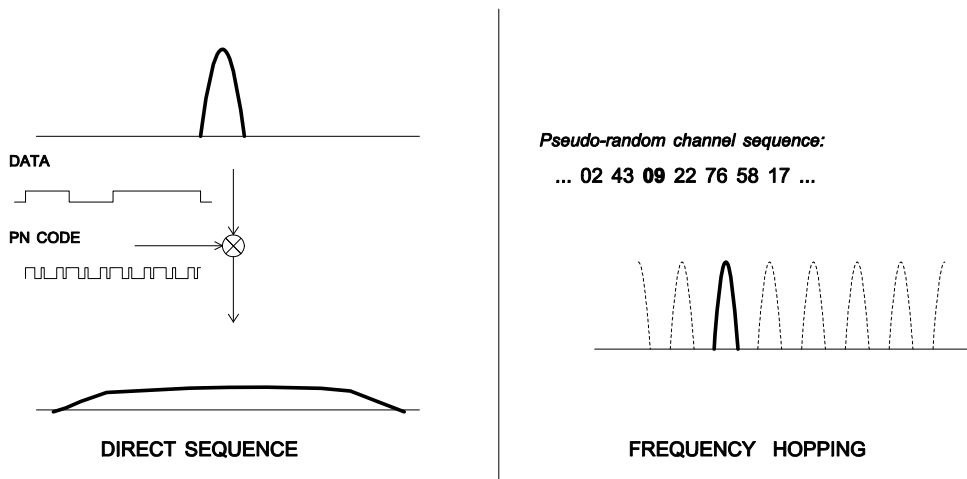 DATA
PN CODE
DIRECT SEQUENCE
Pseudo-random channel sequence:
... 02 43 09 22 76 58 17 ...
FREQUENCY HOPPING